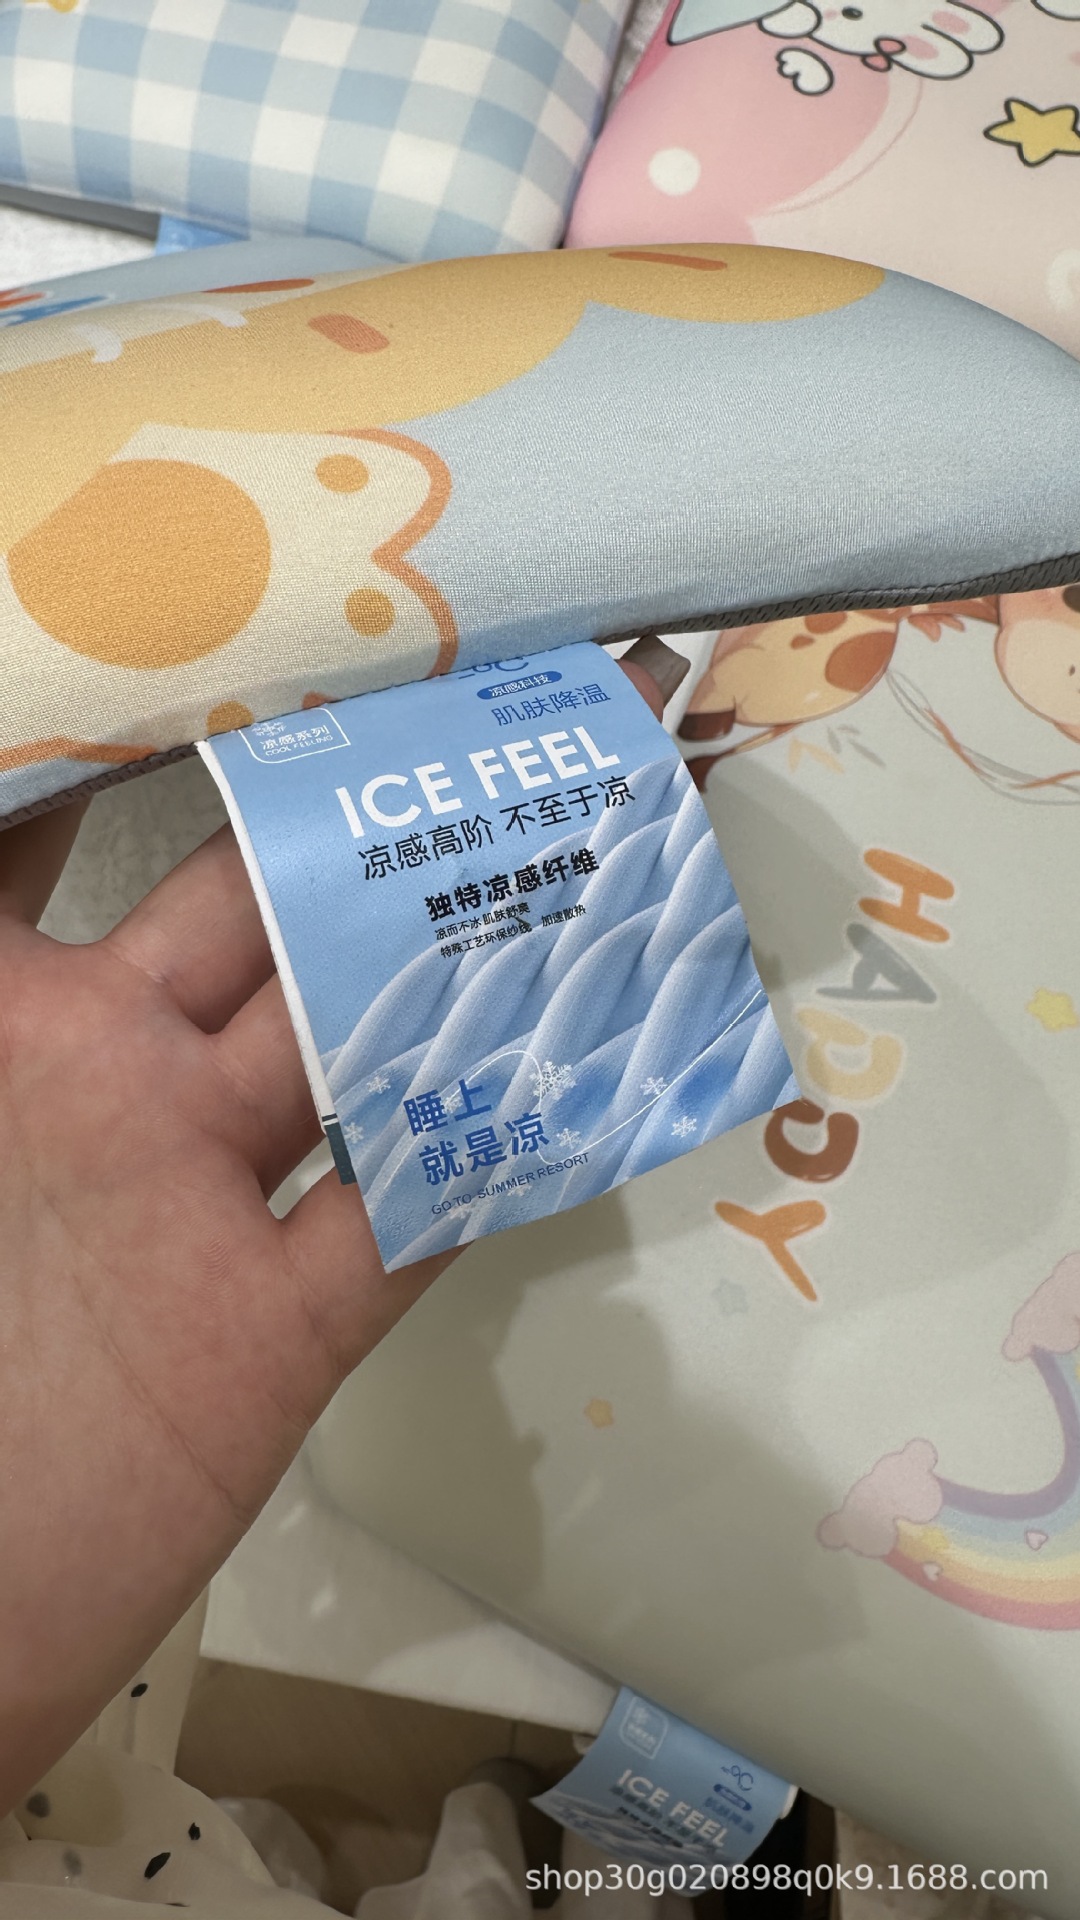 °C
凉感科技
肌肤降温
凉感系列
COOL FEELING
ICE FEEL
凉感高阶 不至于凉
独特凉感纤维
凉而不冰 肌肤舒爽
特殊工艺环保纱线 加速散热
睡上
就是凉
GO TO SUMMER RESORT
HAPPY
°C
ICE FEEL
shop30g020898q0k9.1688.com